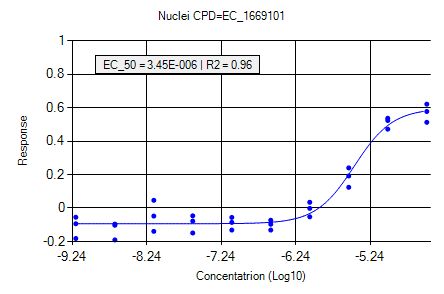 Nuclei CPD=EC_1669101
EC_50 = 3.45E-006 | R2 = 0.96
1
0.8
0.6
0.4
0.2
0
-0.2
Response
-9.24 -8.24 -7.24 -6.24 -5.24
Concentatrion (Log10)